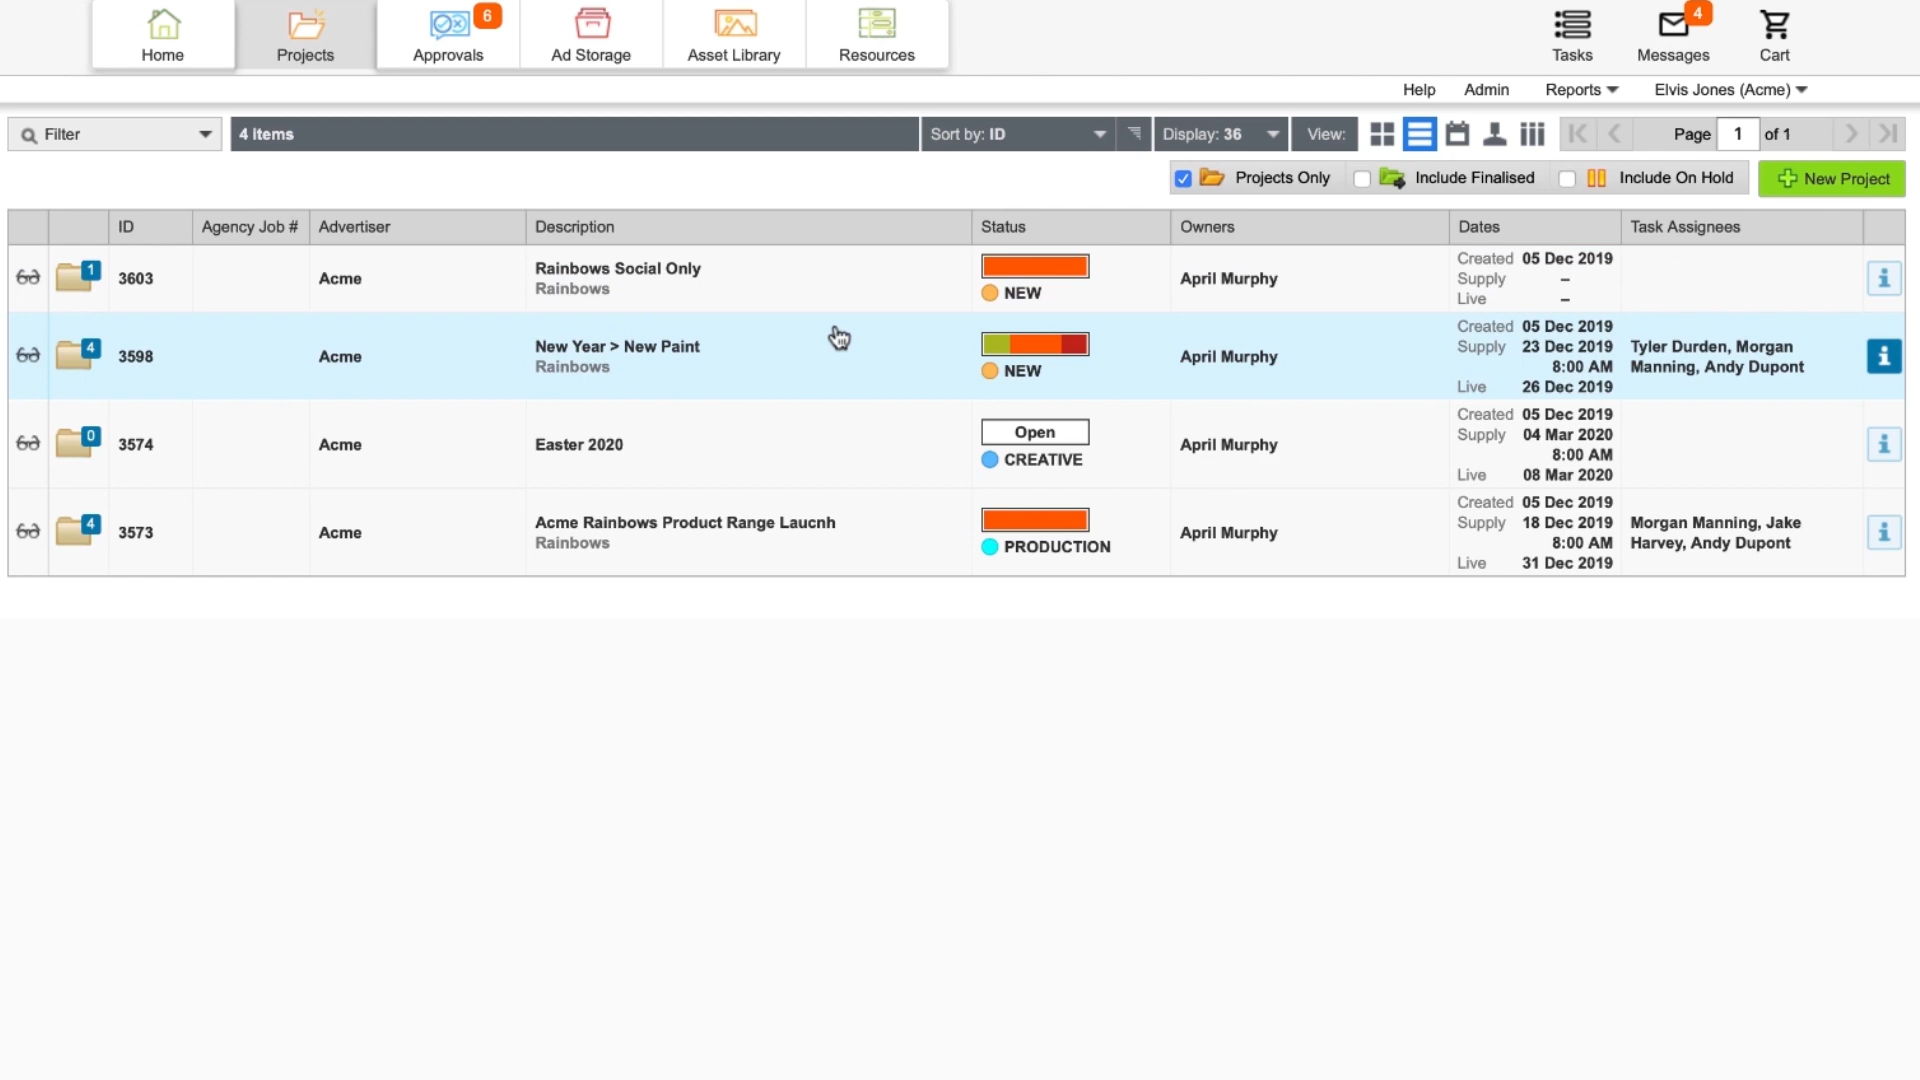 Home
Projects
Approvals
6
Ad Storage
Asset Library
Resources
Tasks
Messages
4
Cart
Help
Admin
Reports
Elvis Jones (Acme)
Filter
4 items
Sort by: ID
Display: 36
View:
Page 1 of 1
Projects Only
Include Finalised
Include On Hold
New Project
ID
Agency Job #
Advertiser
Description
Status
Owners
Dates
Task Assignees
1
3603
Acme
Rainbows Social Only
Rainbows
NEW
April Murphy
Created 05 Dec 2019
Supply –
Live –
4
3598
Acme
New Year > New Paint
Rainbows
NEW
April Murphy
Created 05 Dec 2019
Supply 23 Dec 2019
8:00 AM
Live 26 Dec 2019
Tyler Durden, Morgan
Manning, Andy Dupont
0
3574
Acme
Easter 2020
Open
CREATIVE
April Murphy
Created 05 Dec 2019
Supply 04 Mar 2020
8:00 AM
Live 08 Mar 2020
4
3573
Acme
Acme Rainbows Product Range Laucnh
Rainbows
PRODUCTION
April Murphy
Created 05 Dec 2019
Supply 18 Dec 2019
8:00 AM
Live 31 Dec 2019
Morgan Manning, Jake
Harvey, Andy Dupont